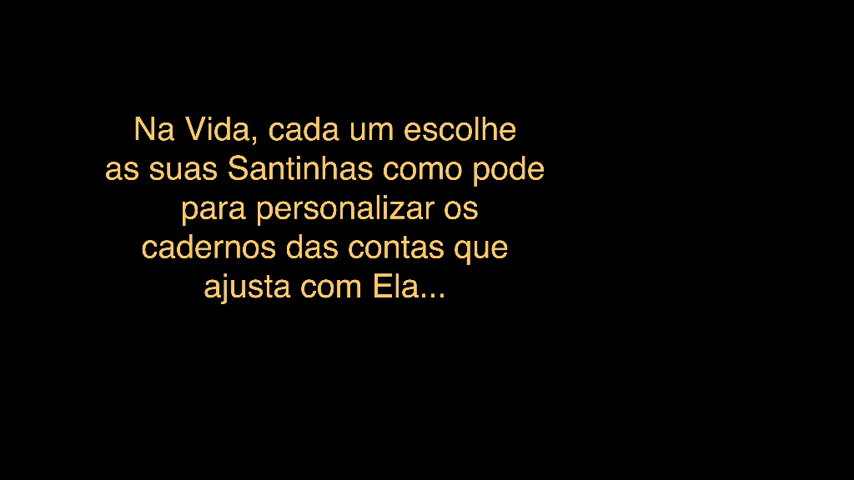 Na Vida, cada um escolhe
as suas Santinhas como pode
para personalizar os
cadernos das contas que
ajusta com Ela...